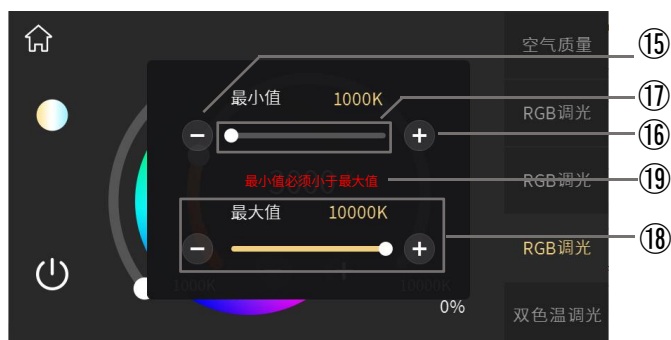 空气质量
⑮
最小值 1000K
⑰
RGB调光
⑯
最小值必须小于最大值
RGB调光
⑲
最大值 10000K
⑱
RGB调光
1000K 10000K
0%
双色温调光